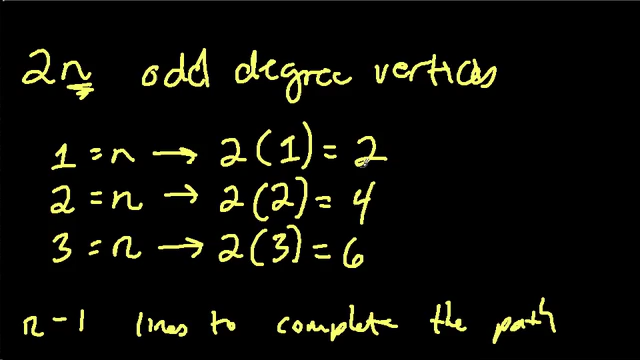 2n odd degree vertices
1 = n → 2(1) = 2
2 = n → 2(2) = 4
3 = n → 2(3) = 6
n - 1 lines to complete the path